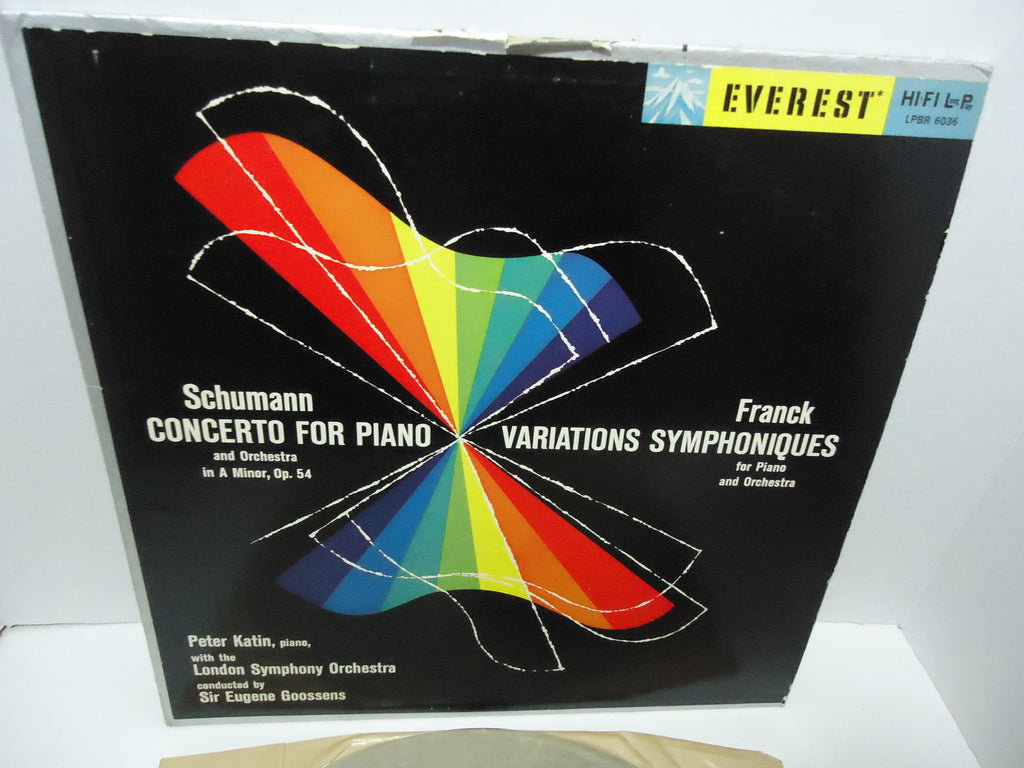 EVEREST*
HI-FI Long Play
LPBR 6036
Schumann
CONCERTO FOR PIANO
and Orchestra
in A Minor, Op. 54
Franck
VARIATIONS SYMPHONIQUES
for Piano
and Orchestra
Peter Katin, piano,
with the
London Symphony Orchestra
conducted by
Sir Eugene Goossens